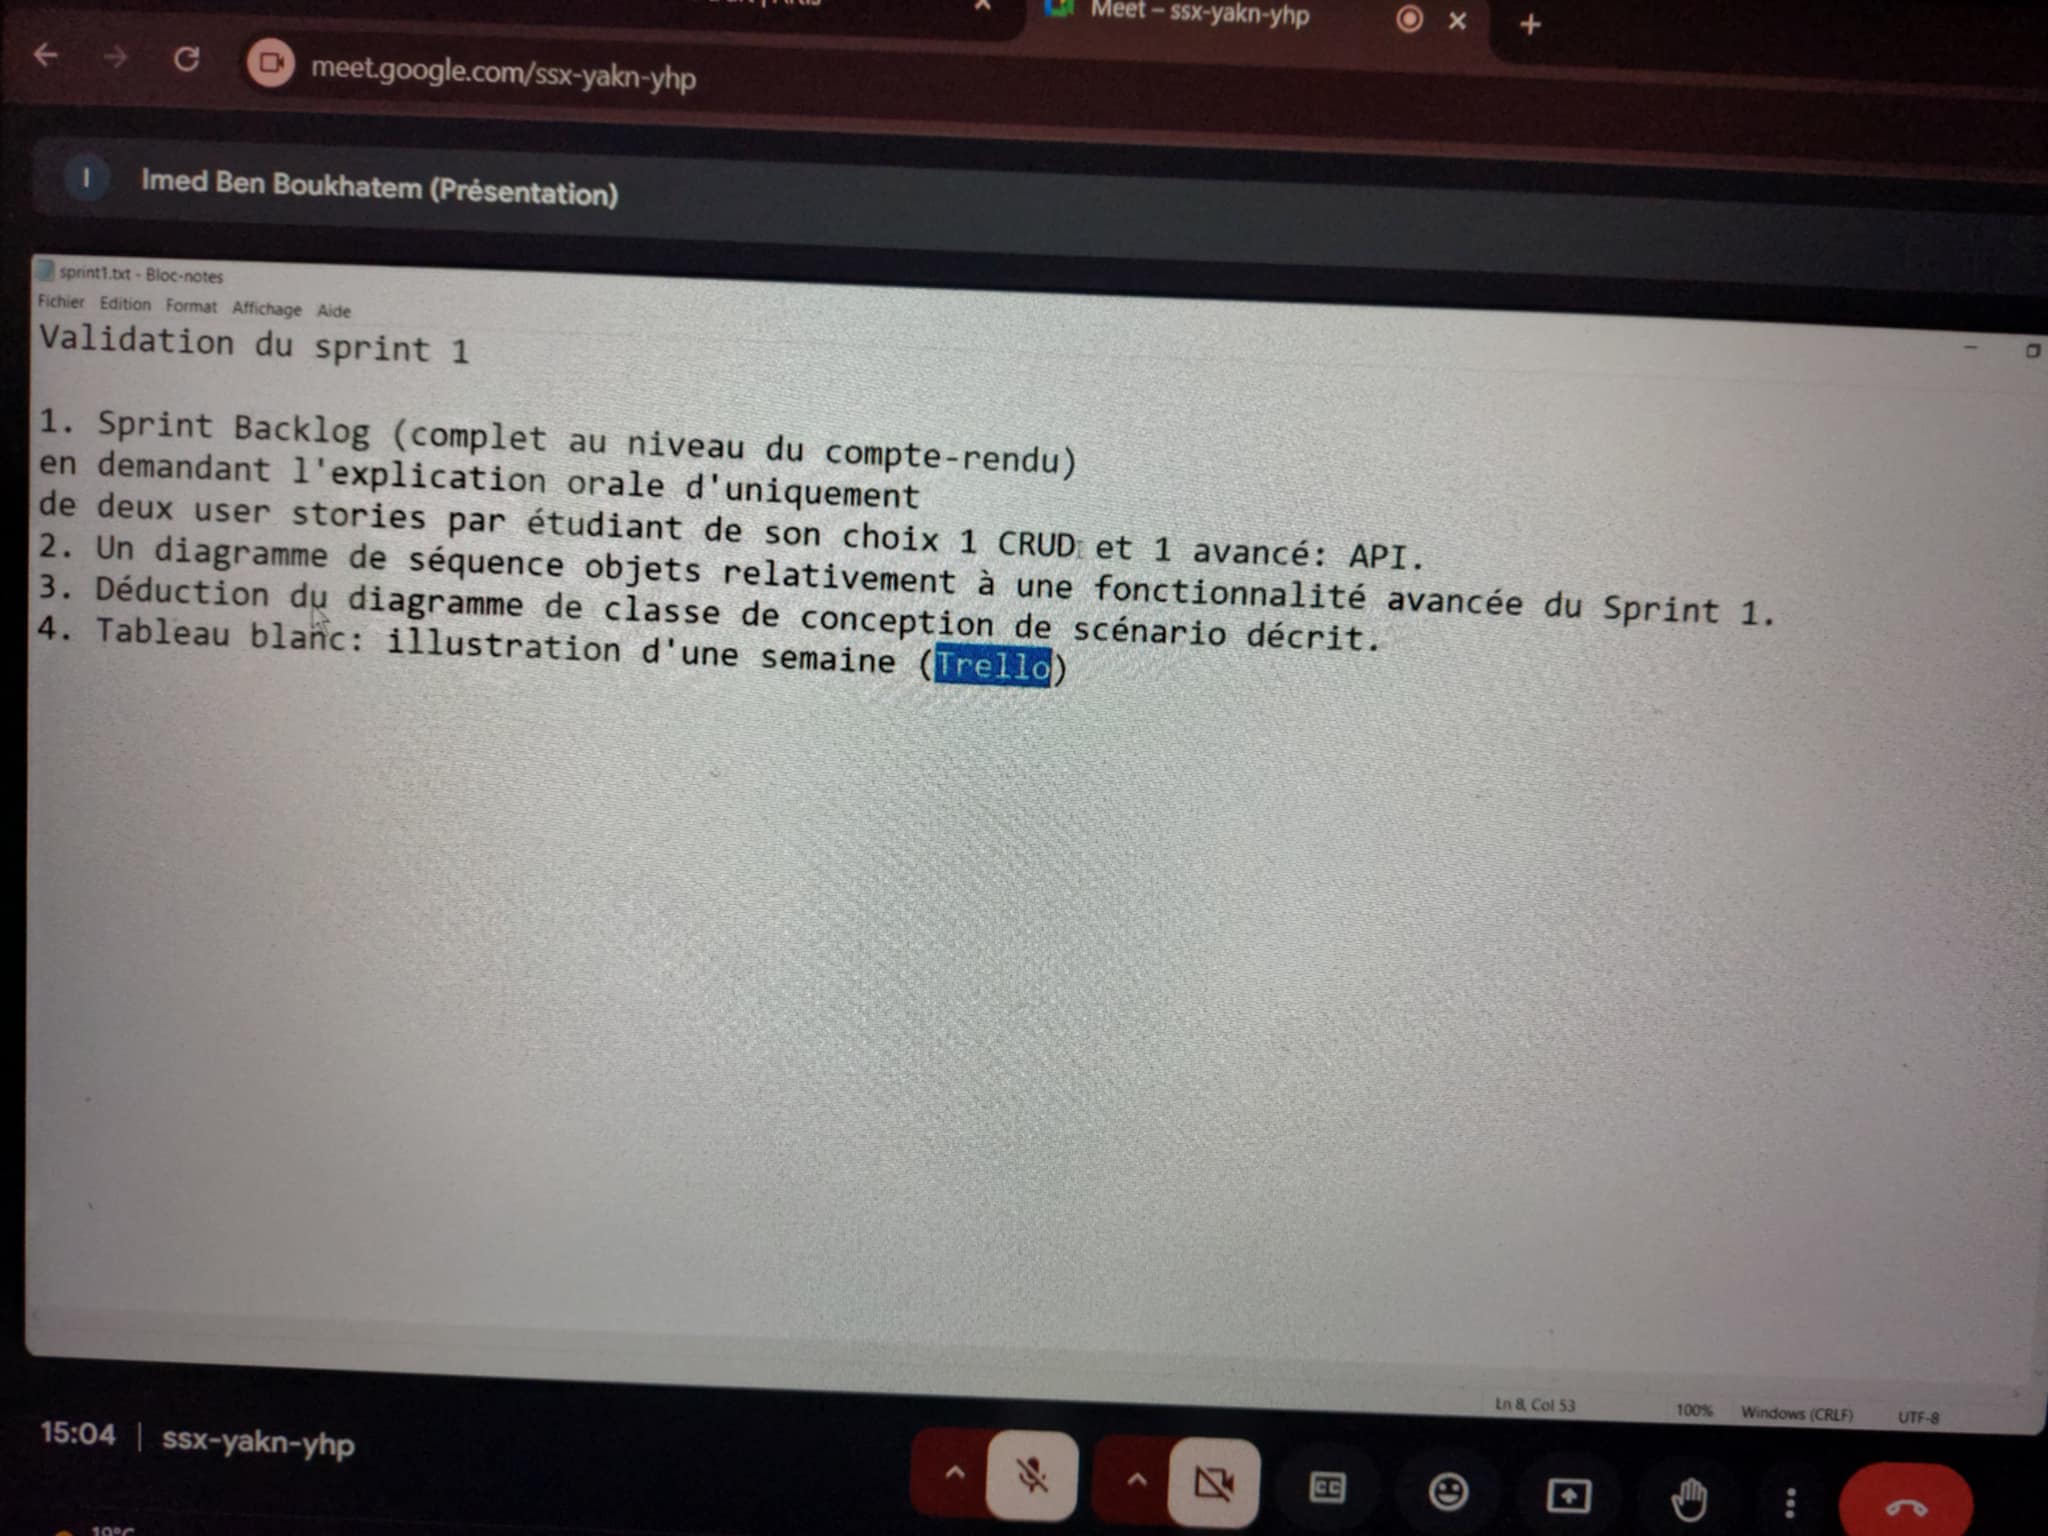 Meet – ssx-yakn-yhp
meet.google.com/ssx-yakn-yhp
I Imed Ben Boukhatem (Présentation)
sprint1.txt - Bloc-notes
Fichier Edition Format Affichage Aide
Validation du sprint 1
1. Sprint Backlog (complet au niveau du compte-rendu)
en demandant l'explication orale d'uniquement
de deux user stories par étudiant de son choix 1 CRUD et 1 avancé: API.
2. Un diagramme de séquence objets relativement à une fonctionnalité avancée du Sprint 1.
3. Déduction du diagramme de classe de conception de scénario décrit.
4. Tableau blanc: illustration d'une semaine (Trello)
Ln 8, Col 53 100% Windows (CRLF) UTF-8
15:04 | ssx-yakn-yhp
CC
19°C